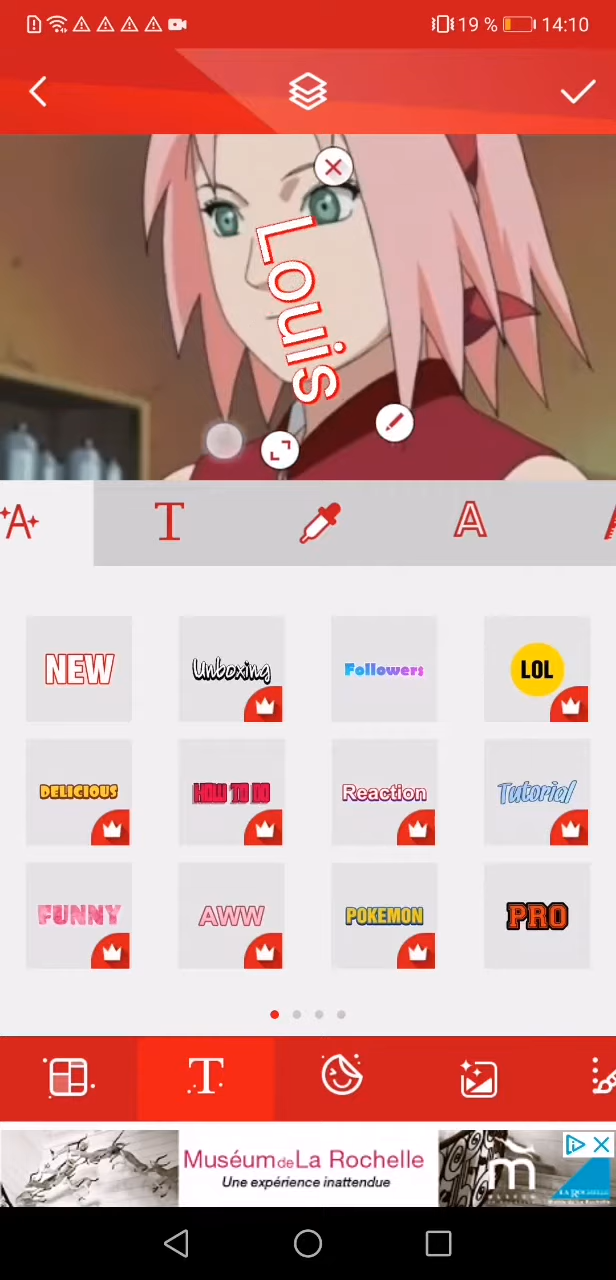 19 % 14:10
Louis
NEW
Unboxing
Followers
LOL
DELICIOUS
HOW TO DO
Reaction
Tutorial
FUNNY
AWW
POKEMON
PRO
Muséum de La Rochelle
Une expérience inattendue